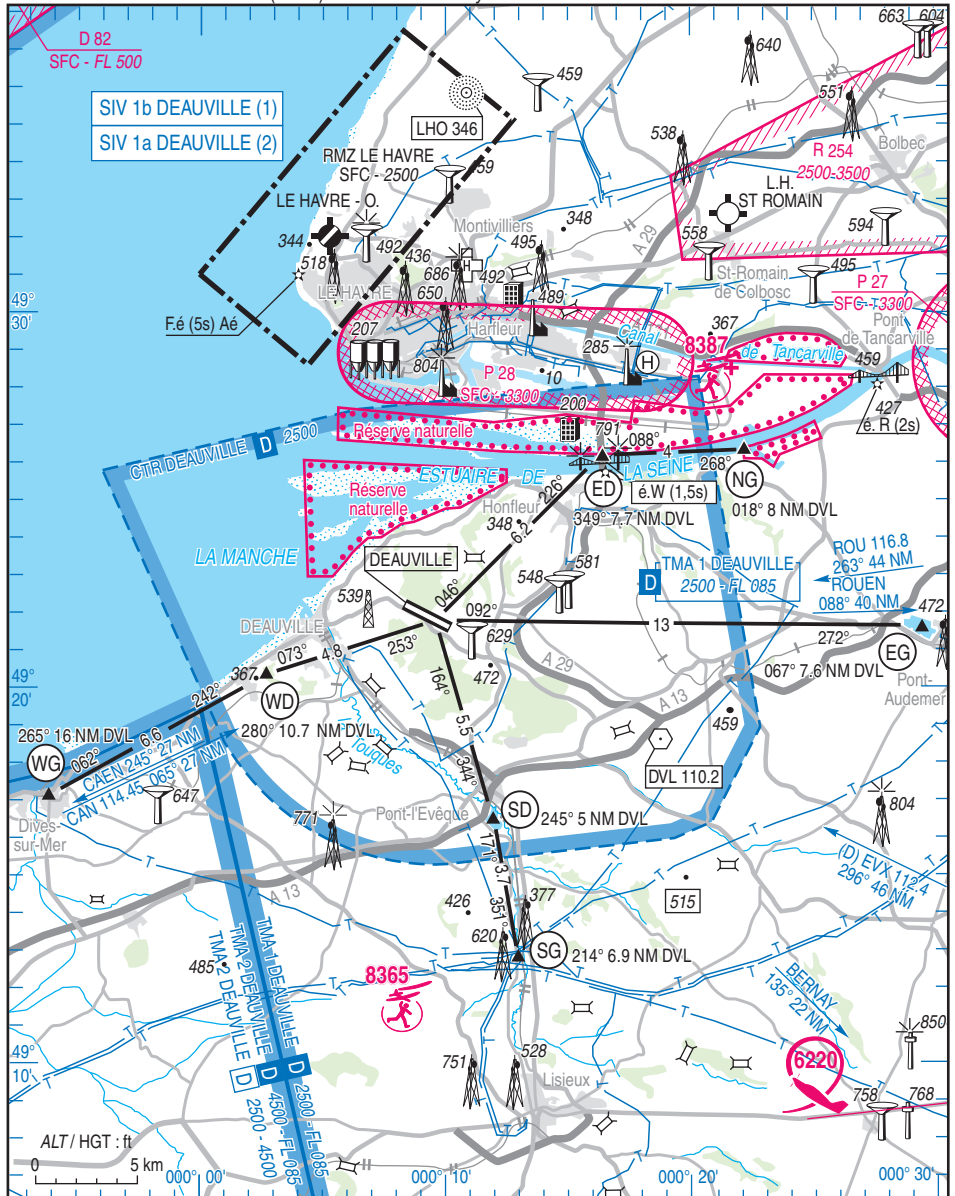 D 82
SFC - FL 500
SIV 1b DEAUVILLE (1)
SIV 1a DEAUVILLE (2)
LHO 346
459
640
663
604
551
538
Bolbec
R 254
2500-3500
RMZ LE HAVRE
SFC - 2500
459
L.H.
ST ROMAIN
LE HAVRE - O.
Montivilliers
348
A 29
594
558
344
518
492
436
686
H
492
495
St-Romain
de Colbosc
495
P 27
SFC - 3300
LE HAVRE
650
489
49°
30'
F.é (5s) Aé
207
Harfleur
Canal
de Tancarville
285
H
367
8387
Pont
de Tancarville
459
804
10
P 28
SFC - 3300
427
é. R (2s)
200
CTR DEAUVILLE D 2500
Réserve naturelle
791
088°
4
268°
ESTUAIRE DE LA SEINE
ED
é.W (1,5s)
NG
Réserve
naturelle
226°
6.2
046°
Honfleur
348
349° 7.7 NM DVL
018° 8 NM DVL
LA MANCHE
DEAUVILLE
548
581
D
TMA 1 DEAUVILLE
2500 - FL 085
ROU 116.8
263° 44 NM
ROUEN
088° 40 NM
472
539
DEAUVILLE
092°
13
272°
629
EG
067° 7.6 NM DVL
073°
4.8
253°
472
A 29
A 13
Pont-
Audemer
367
49°
20'
WD
280° 10.7 NM DVL
164°
5.5
344°
459
la Touques
242°
6.6
062°
265° 16 NM DVL
WG
CAEN 245° 27 NM
CAN 114.45 065° 27 NM
DVL 110.2
647
771
Pont-l'Evêque
SD
245° 5 NM DVL
804
Dives-
sur-Mer
171°
3.7
351°
(D) EVX 112.4
296° 46 NM
A 13
426
377
515
620
SG
214° 6.9 NM DVL
485
8365
BERNAY
135° 22 NM
TMA 1 DEAUVILLE D 2500 - FL 085
TMA 2 DEAUVILLE D 4500 - FL 085
TMA 2 DEAUVILLE D 2500 - 4500
850
49°
10'
751
528
Lisieux
6220
758
768
ALT / HGT : ft
0 5 km
000° 00'
000° 10'
000° 20'
000° 30'